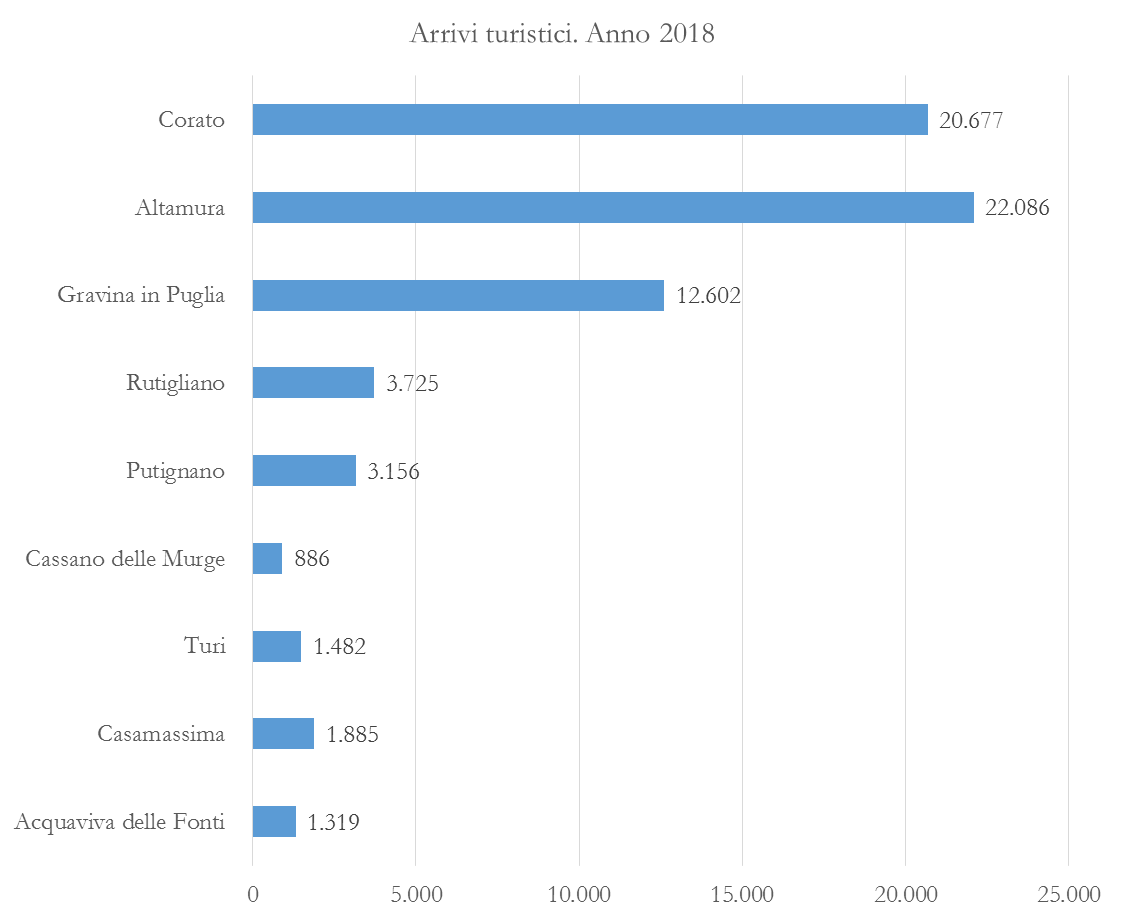 Arrivi turistici. Anno 2018
Corato 20.677
Altamura 22.086
Gravina in Puglia 12.602
Rutigliano 3.725
Putignano 3.156
Cassano delle Murge 886
Turi 1.482
Casamassima 1.885
Acquaviva delle Fonti 1.319
0 5.000 10.000 15.000 20.000 25.000